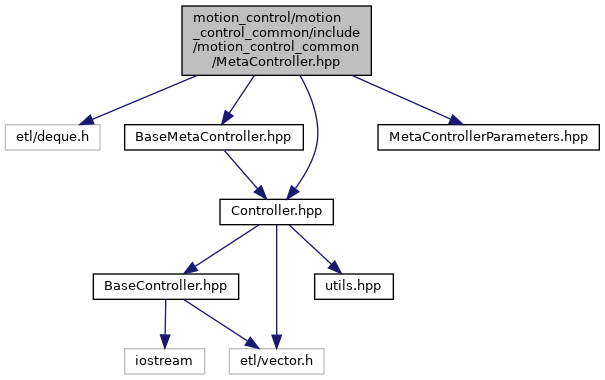 motion_control/motion
_control_common/include
/motion_control_common
/MetaController.hpp
etl/deque.h
BaseMetaController.hpp
MetaControllerParameters.hpp
Controller.hpp
BaseController.hpp
utils.hpp
iostream
etl/vector.h